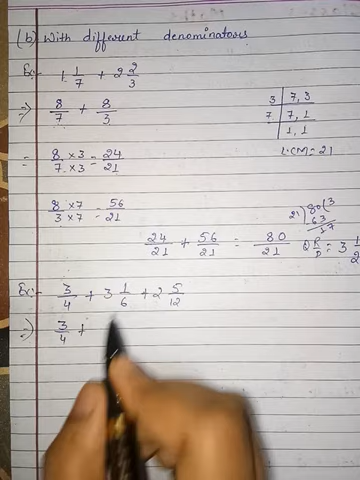 (b) With different denominators
Ex:- 1 1/7 + 2 2/3
=> 8/7 + 8/3
3 | 7, 3
7 | 7, 1
1, 1
L.CM = 21
= 8 × 3 / 7 × 3 = 24/21
8 × 7 / 3 × 7 = 56/21
21) 80 (3
63
17
24/21 + 56/21 = 80/21 Q R/D = 3
Ex:- 3/4 + 3 1/6 + 2 5/12
=> 3/4 +